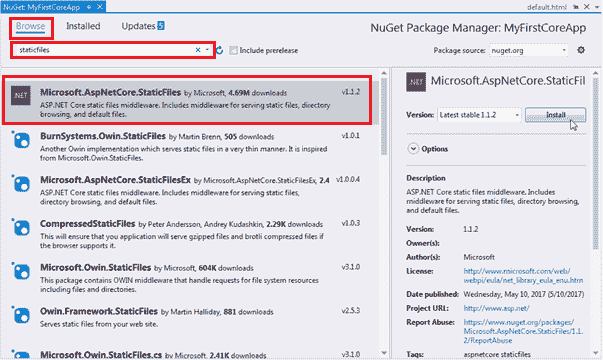 NuGet: MyFirstCoreApp
default.html
Browse Installed Updates 5
NuGet Package Manager: MyFirstCoreApp
staticfiles
Include prerelease
Package source: nuget.org
.NET
Microsoft.AspNetCore.StaticFiles by Microsoft, 4.69M downloads v1.1.2
ASP.NET Core static files middleware. Includes middleware for serving static files, directory
browsing, and default files.
BurnSystems.Owin.StaticFiles by Martin Brenn, 505 downloads v1.0.1
Another Owin implementation which serves static files in a very thin manner. It is inspired
from Microsoft.Owin.StaticFiles.
Microsoft.AspNetCore.StaticFilesEx by Microsoft.AspNetCore.StaticFilesEx, 2.4 v1.0.0.4
ASP.NET Core static files middleware. Includes middleware for serving static files,
directory browsing, and default files.
CompressedStaticFiles by Peter Andersson, Andrey Kudashkin, 2.29K downloads v1.0.3
This will ensure that you application will serve gzipped files and brotli compressed files if
the browser supports it.
Microsoft.Owin.StaticFiles by Microsoft, 604K downloads v3.1.0
This package contains OWIN middleware that handles requests for file system resources
including files and directories.
Owin.Framework.StaticFiles by Martin Halliday, 881 downloads v2.5.3
Serves static files from your web site.
Microsoft.Owin.StaticFiles.cs by Microsoft, 2.41K downloads v3.1.0
.NET
Microsoft.AspNetCore.StaticFil
Version: Latest stable 1.1.2 Install
Options
Description
ASP.NET Core static files middleware. Includes
middleware for serving static files, directory
browsing, and default files.
Version: 1.1.2
Owner(s):
Author(s): Microsoft
License: http://www.microsoft.com/web/
webpi/eula/net_library_eula_enu.htm
Date published: Wednesday, May 10, 2017 (5/10/2017)
Project URL: http://www.asp.net/
Report Abuse: https://www.nuget.org/packages/
Microsoft.AspNetCore.StaticFiles/1.1.
2/ReportAbuse
Tags: aspnetcore staticfiles